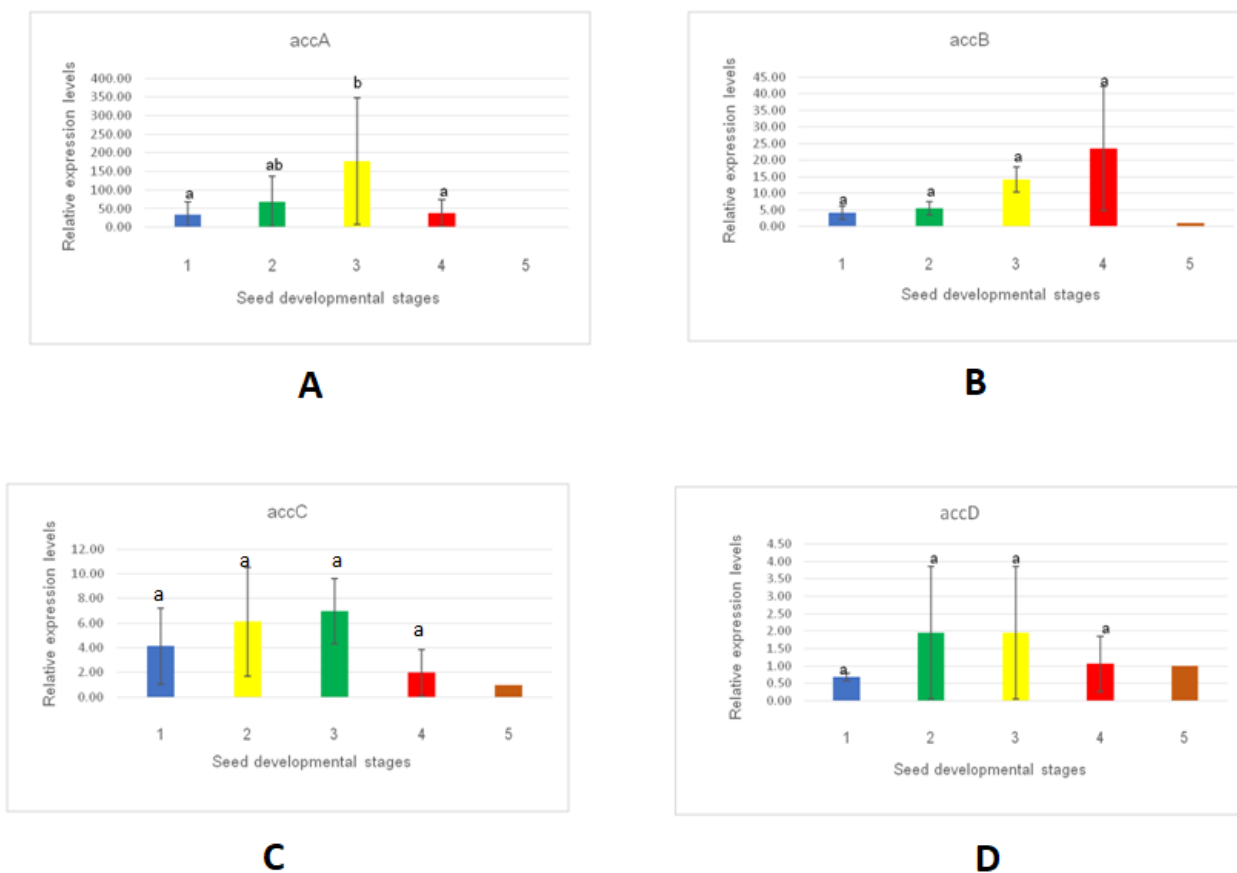 accA
Relative expression levels
400.00
350.00
300.00
250.00
200.00
150.00
100.00
50.00
0.00
a ab b a
1 2 3 4 5
Seed developmental stages
A
accB
Relative expression levels
45.00
40.00
35.00
30.00
25.00
20.00
15.00
10.00
5.00
0.00
a a a a
1 2 3 4 5
Seed developmental stages
B
accC
Relative expression levels
12.00
10.00
8.00
6.00
4.00
2.00
0.00
a a a a
1 2 3 4 5
Seed developmental stages
C
accD
Relative expression levels
4.50
4.00
3.50
3.00
2.50
2.00
1.50
1.00
0.50
0.00
a a a a
1 2 3 4 5
Seed developmental stages
D